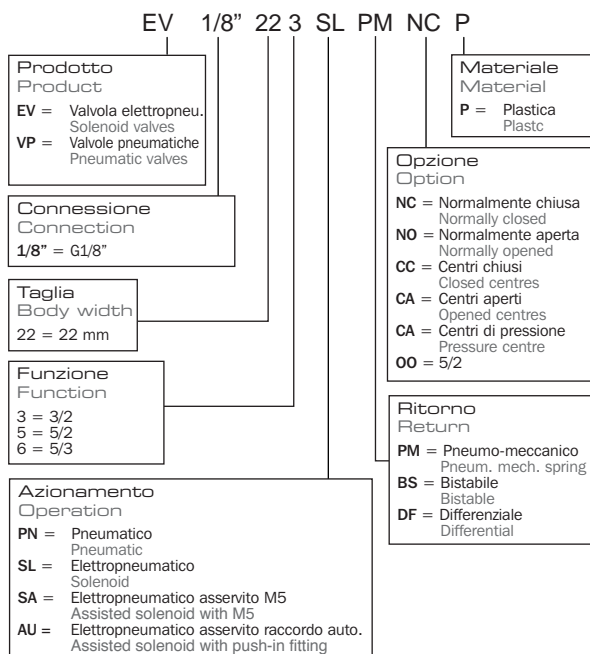 EV 1/8” 22 3 SL PM NC P
Prodotto
Product
EV = Valvola elettropneu.
Solenoid valves
VP = Valvole pneumatiche
Pneumatic valves
Connessione
Connection
1/8” = G1/8”
Taglia
Body width
22 = 22 mm
Funzione
Function
3 = 3/2
5 = 5/2
6 = 5/3
Azionamento
Operation
PN = Pneumatico
Pneumatic
SL = Elettropneumatico
Solenoid
SA = Elettropneumatico asservito M5
Assisted solenoid with M5
AU = Elettropneumatico asservito raccordo auto.
Assisted solenoid with push-in fitting
Materiale
Material
P = Plastica
Plastc
Opzione
Option
NC = Normalmente chiusa
Normally closed
NO = Normalmente aperta
Normally opened
CC = Centri chiusi
Closed centres
CA = Centri aperti
Opened centres
CA = Centri di pressione
Pressure centre
OO = 5/2
Ritorno
Return
PM = Pneumo-meccanico
Pneum. mech. spring
BS = Bistabile
Bistable
DF = Differenziale
Differential